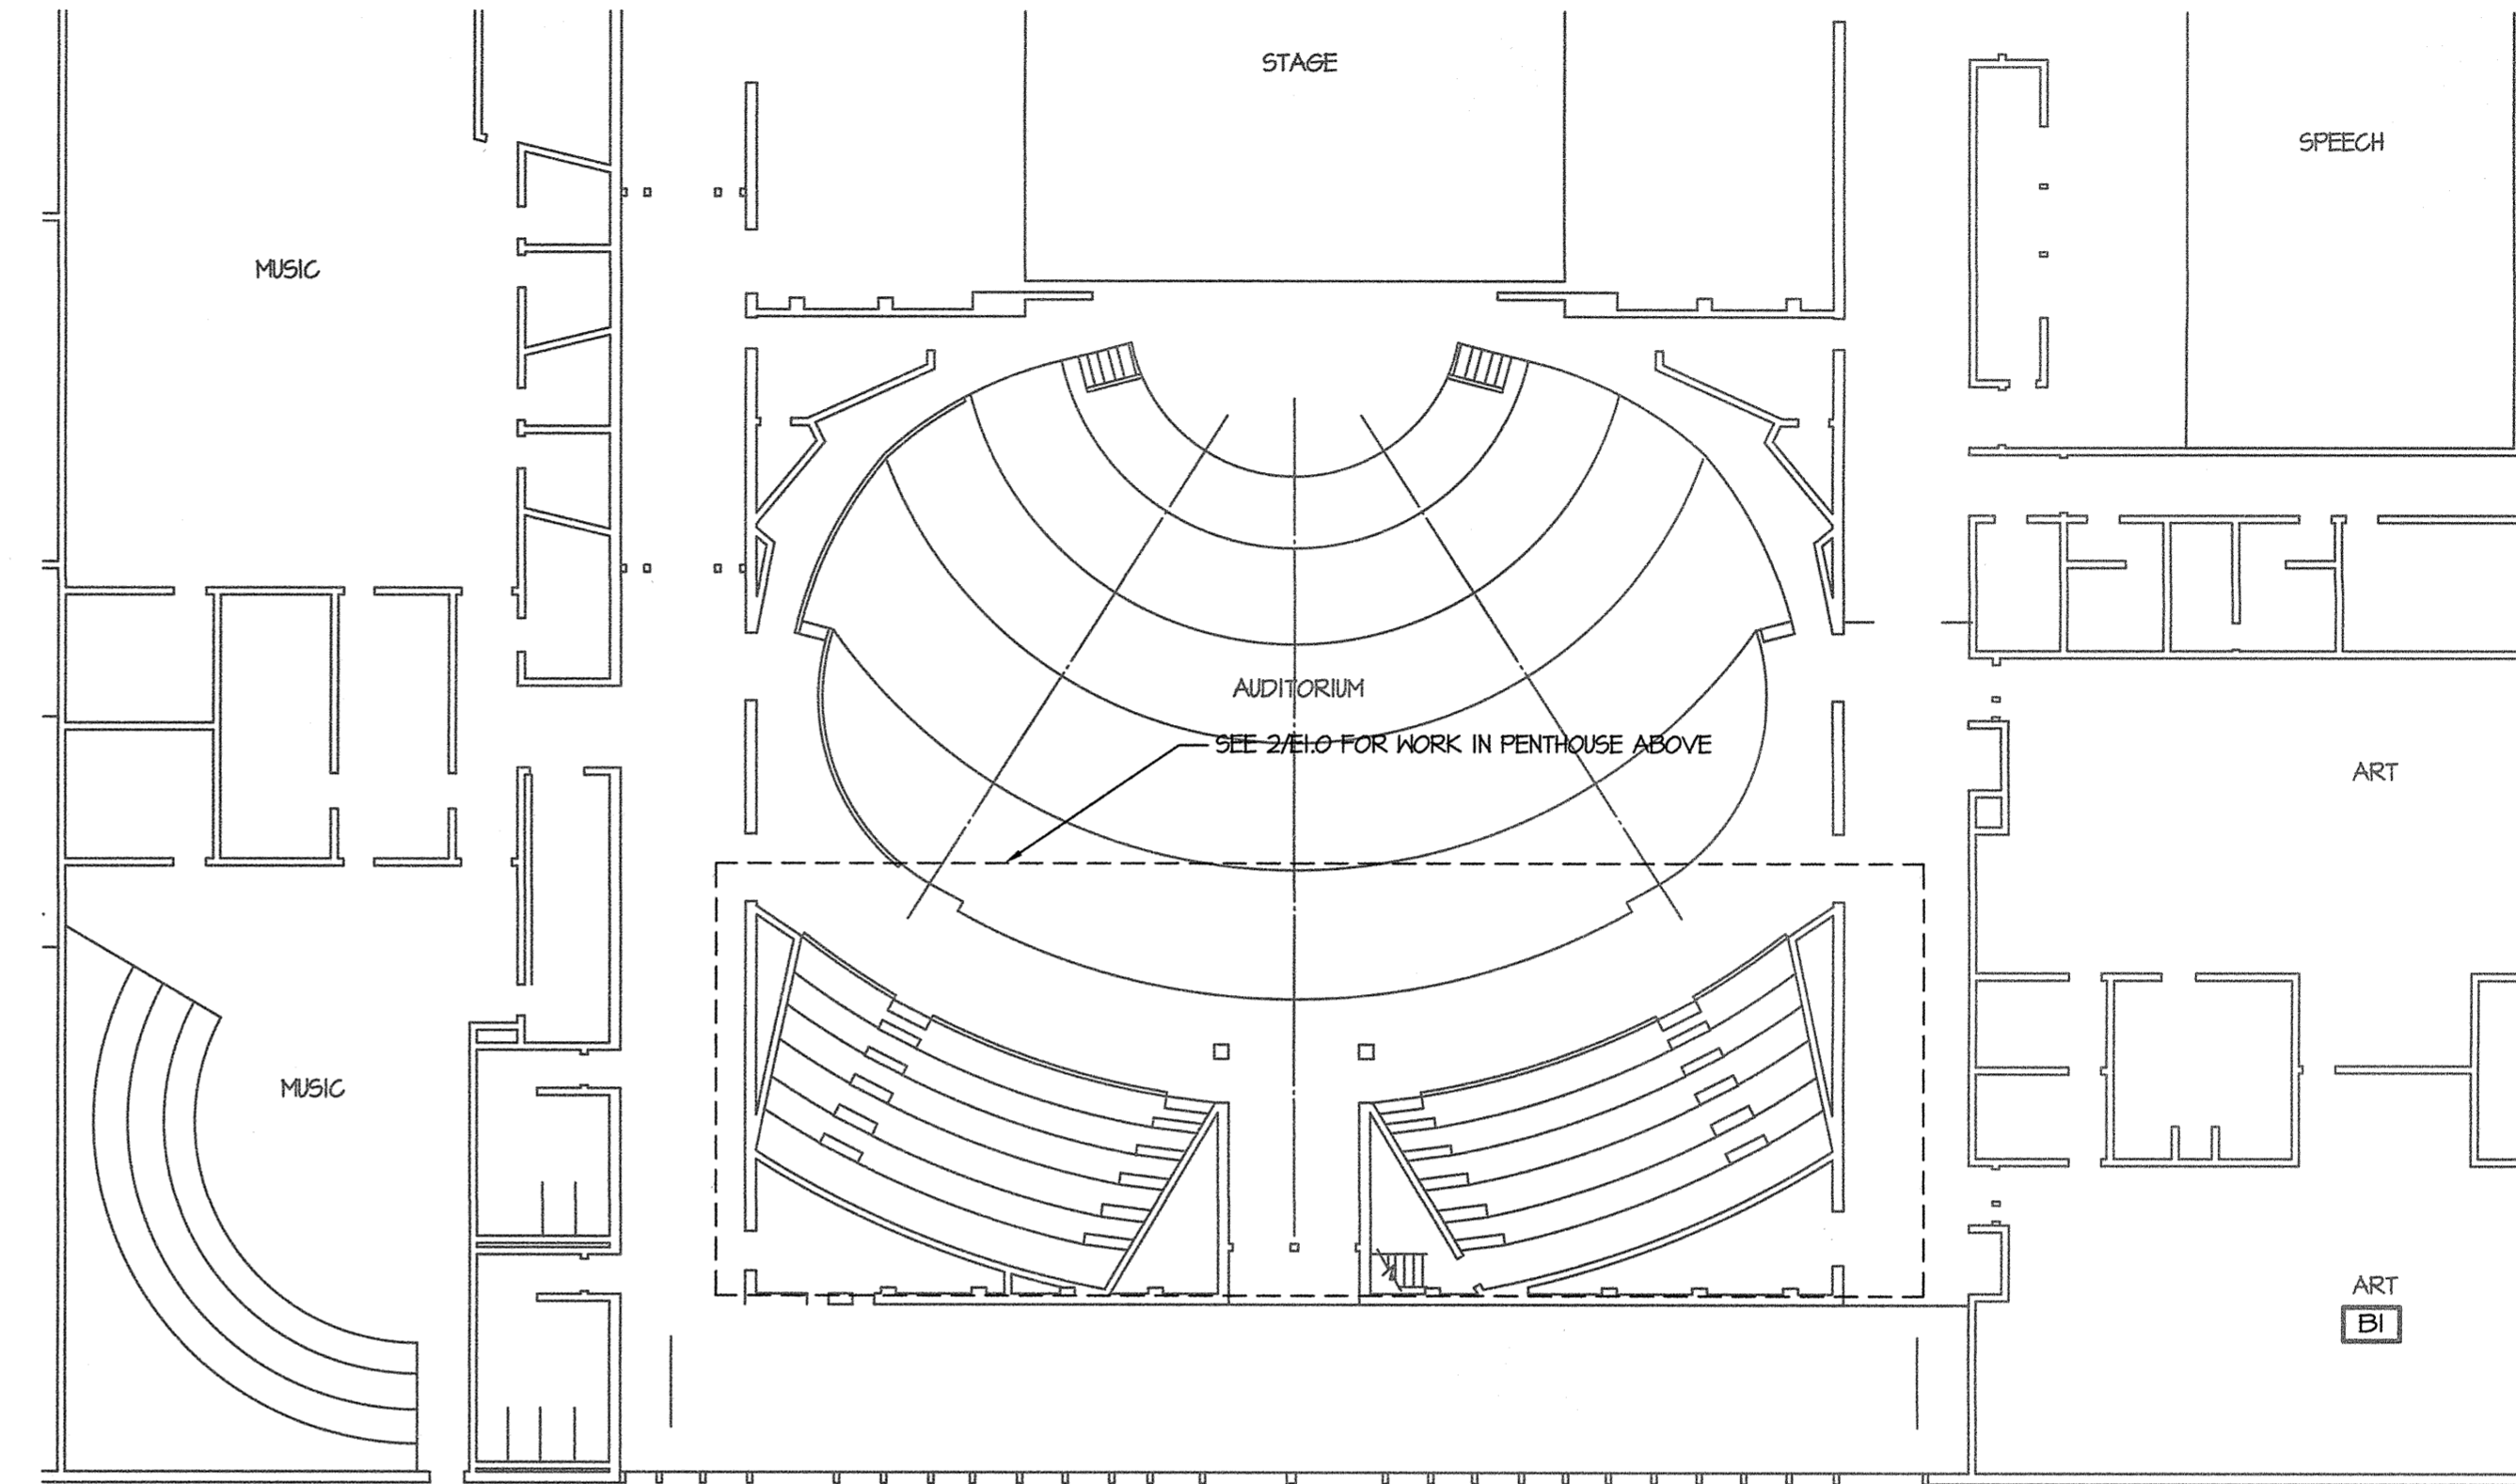 STAGE
SPEECH
MUSIC
AUDITORIUM
SEE 2/E1.0 FOR WORK IN PENTHOUSE ABOVE
ART
MUSIC
ART
B1